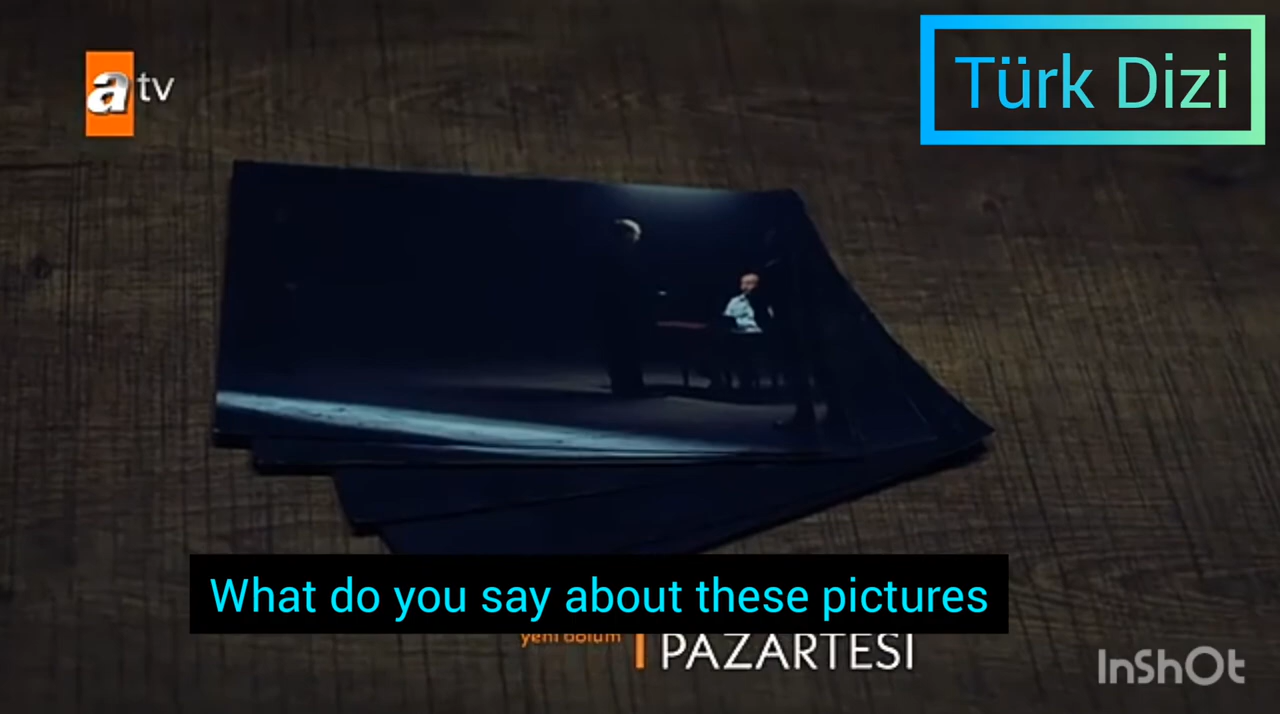 atv
Türk Dizi
What do you say about these pictures
yeni bölüm
PAZARTESİ
InShOt